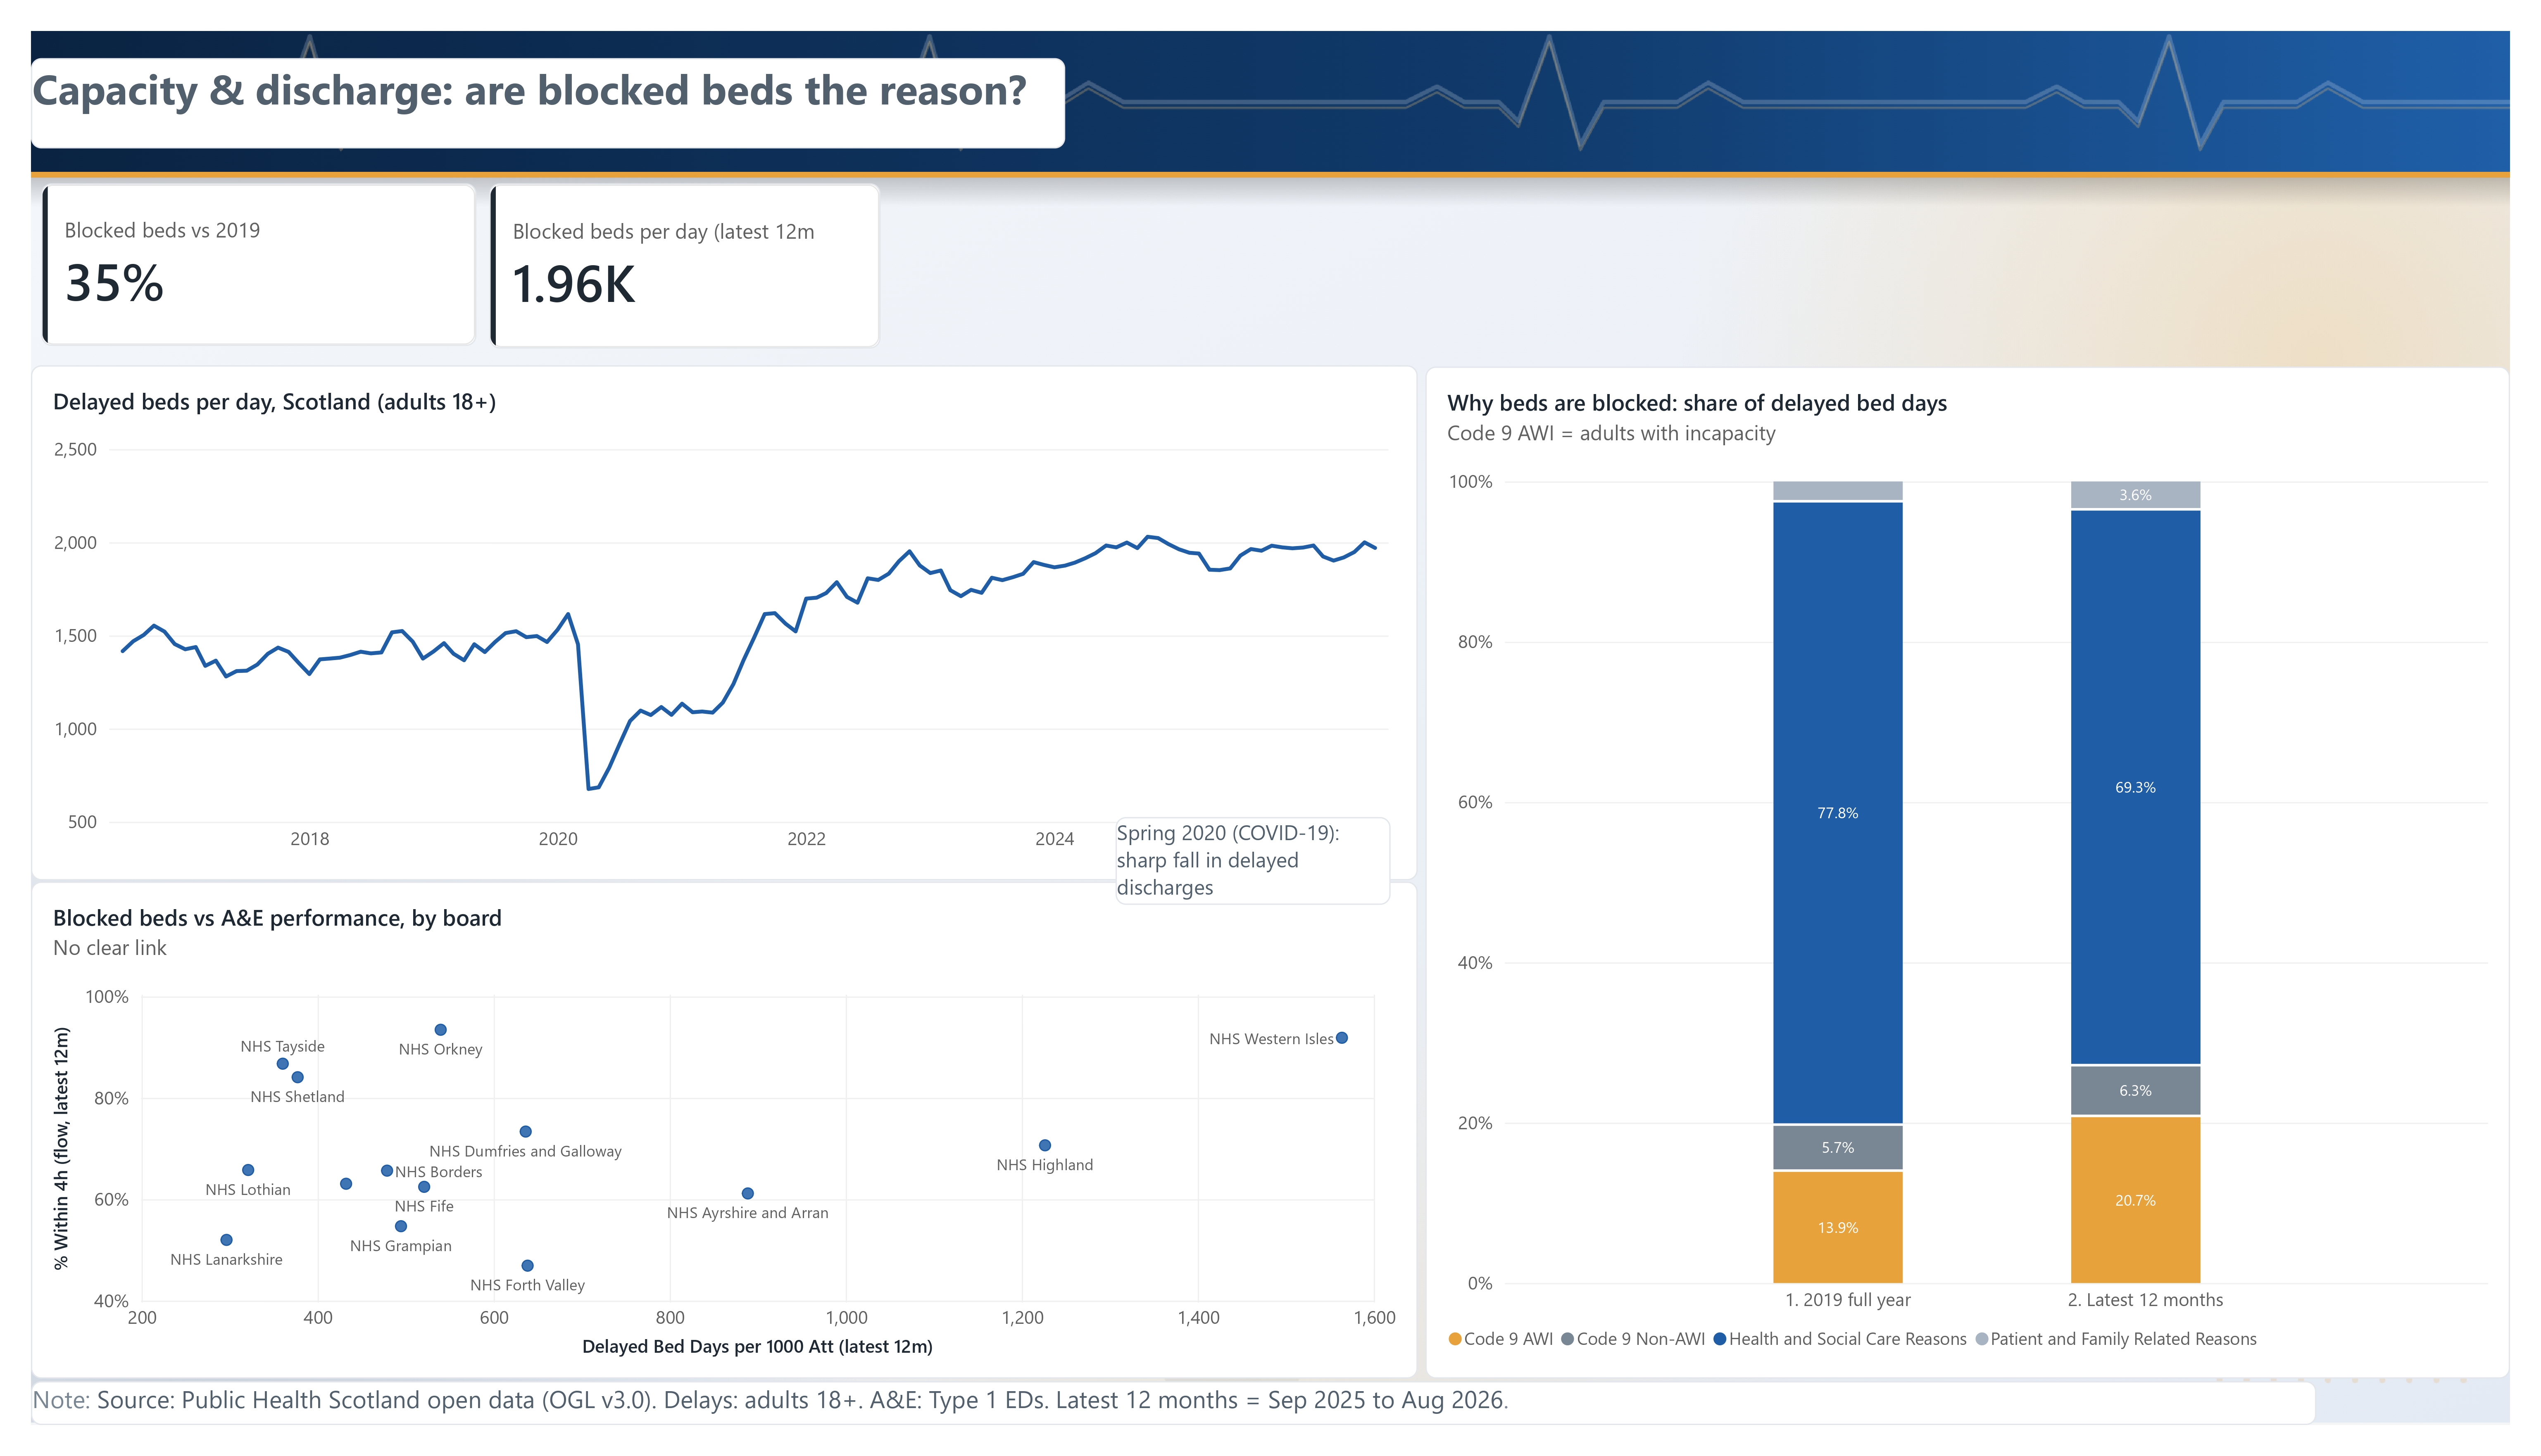 Capacity & discharge: are blocked beds the reason?
Blocked beds vs 2019
35%
Blocked beds per day (latest 12m
1.96K
Delayed beds per day, Scotland (adults 18+)
2,500
2,000
1,500
1,000
500
2018
2020
2022
2024
Spring 2020 (COVID-19):
sharp fall in delayed
discharges
Blocked beds vs A&E performance, by board
No clear link
% Within 4h (flow, latest 12m)
100%
80%
60%
40%
NHS Tayside
NHS Orkney
NHS Western Isles
NHS Shetland
NHS Dumfries and Galloway
NHS Borders
NHS Highland
NHS Lothian
NHS Fife
NHS Ayrshire and Arran
NHS Grampian
NHS Lanarkshire
NHS Forth Valley
200
400
600
800
1,000
1,200
1,400
1,600
Delayed Bed Days per 1000 Att (latest 12m)
Why beds are blocked: share of delayed bed days
Code 9 AWI = adults with incapacity
100%
80%
60%
40%
20%
0%
77.8%
5.7%
13.9%
3.6%
69.3%
6.3%
20.7%
1. 2019 full year
2. Latest 12 months
Code 9 AWI
Code 9 Non-AWI
Health and Social Care Reasons
Patient and Family Related Reasons
Note: Source: Public Health Scotland open data (OGL v3.0). Delays: adults 18+. A&E: Type 1 EDs. Latest 12 months = Sep 2025 to Aug 2026.